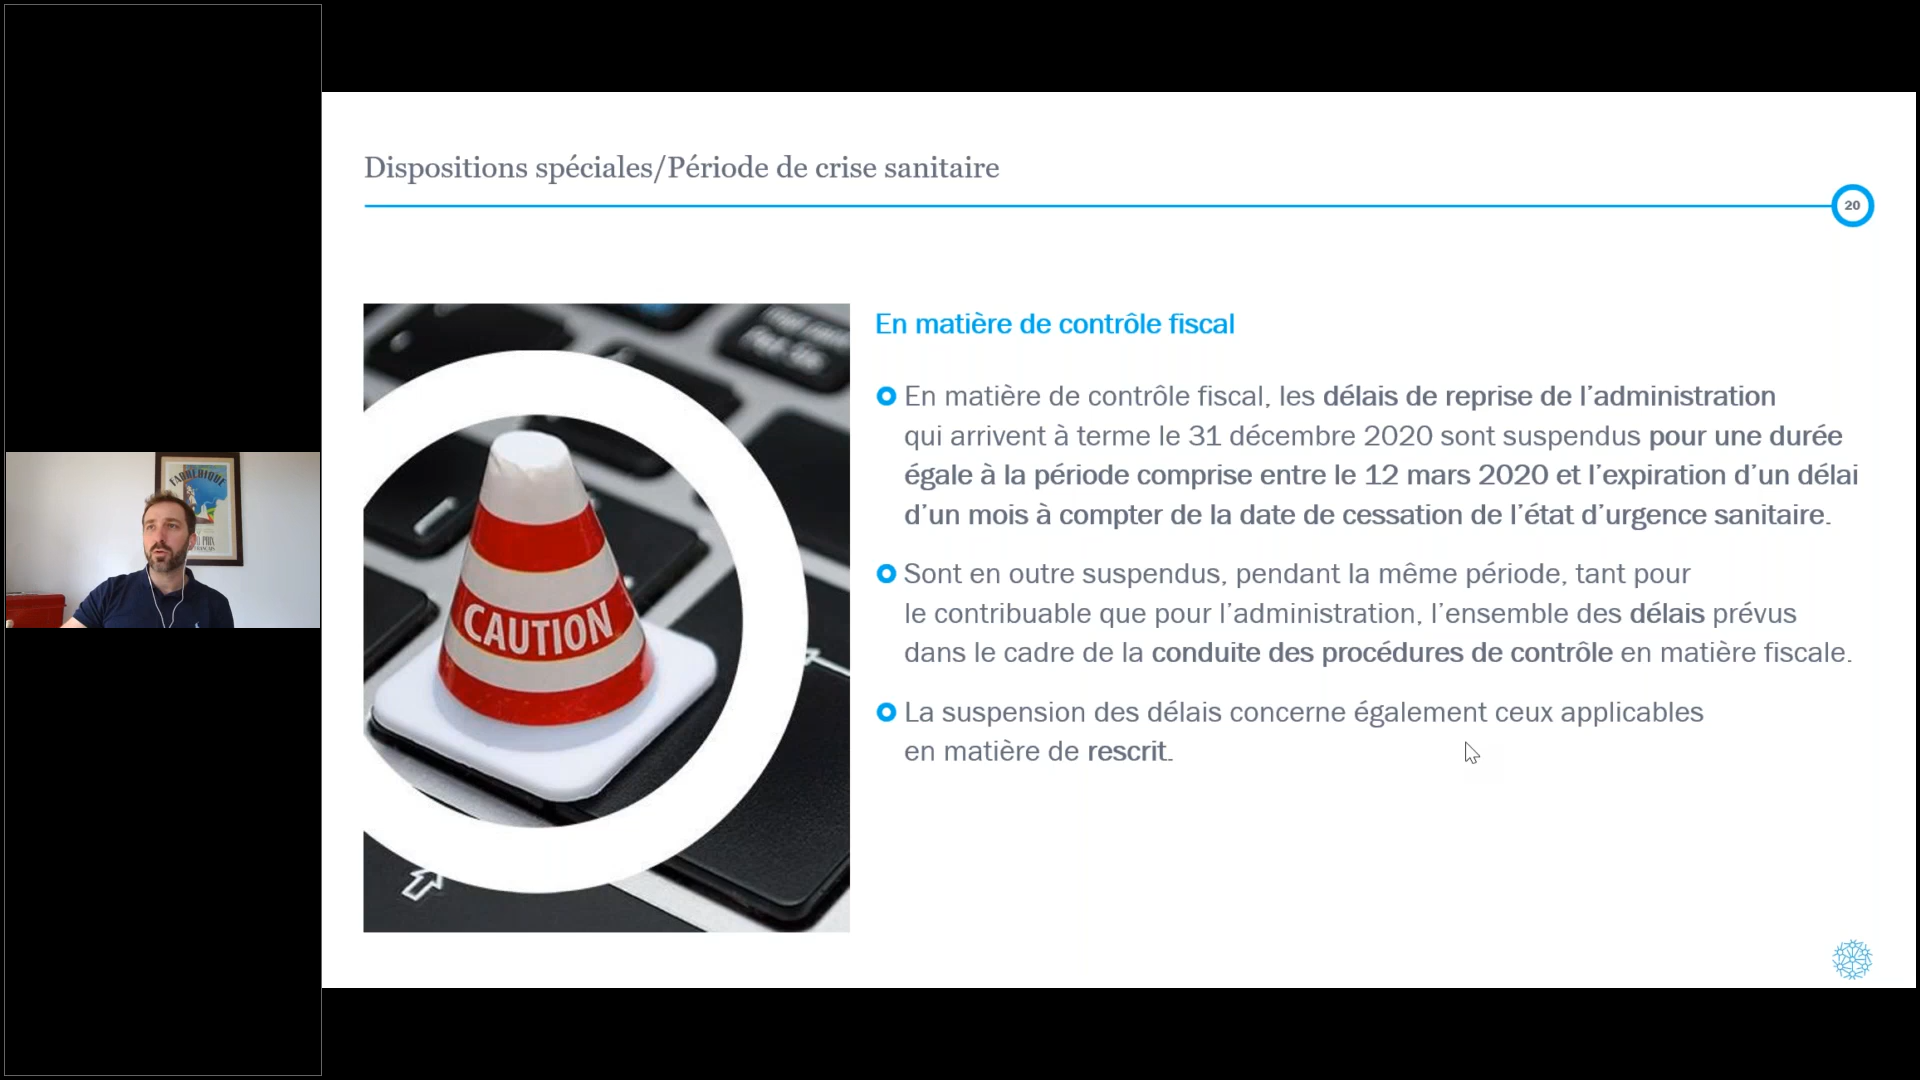 Dispositions spéciales/Période de crise sanitaire
20
CAUTION
En matière de contrôle fiscal
En matière de contrôle fiscal, les délais de reprise de l’administration
qui arrivent à terme le 31 décembre 2020 sont suspendus pour une durée
égale à la période comprise entre le 12 mars 2020 et l’expiration d’un délai
d’un mois à compter de la date de cessation de l’état d’urgence sanitaire.
Sont en outre suspendus, pendant la même période, tant pour
le contribuable que pour l’administration, l’ensemble des délais prévus
dans le cadre de la conduite des procédures de contrôle en matière fiscale.
La suspension des délais concerne également ceux applicables
en matière de rescrit.